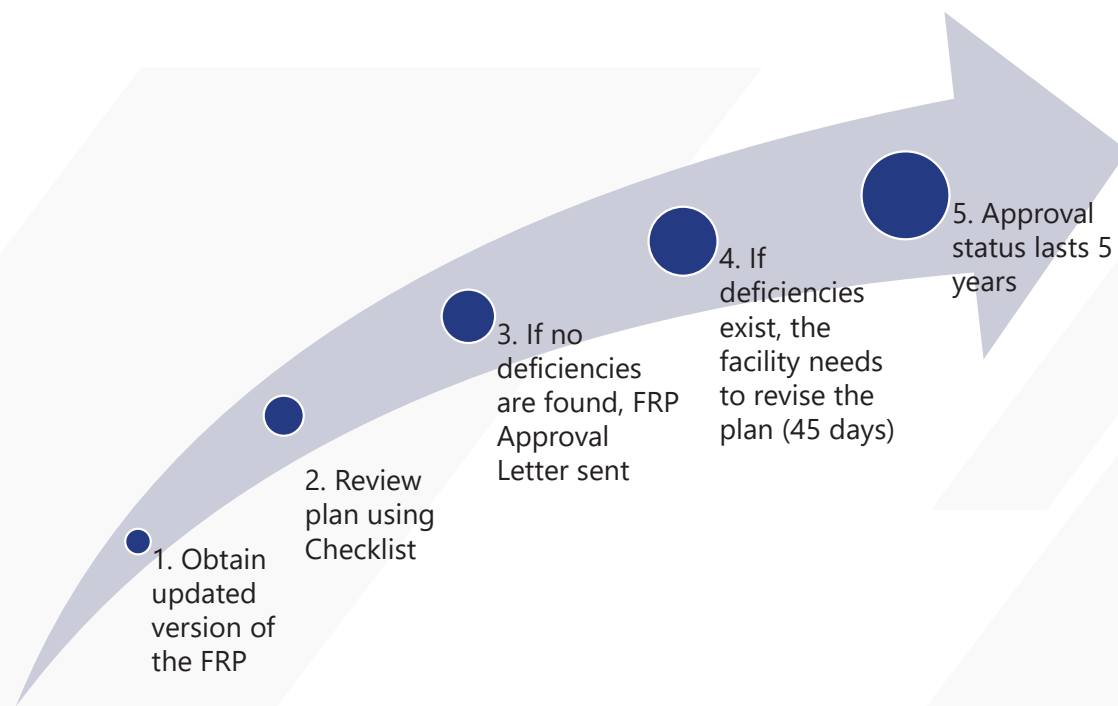 1. Obtain
updated
version of
the FRP
2. Review
plan using
Checklist
3. If no
deficiencies
are found, FRP
Approval
Letter sent
4. If
deficiencies
exist, the
facility needs
to revise the
plan (45 days)
5. Approval
status lasts 5
years